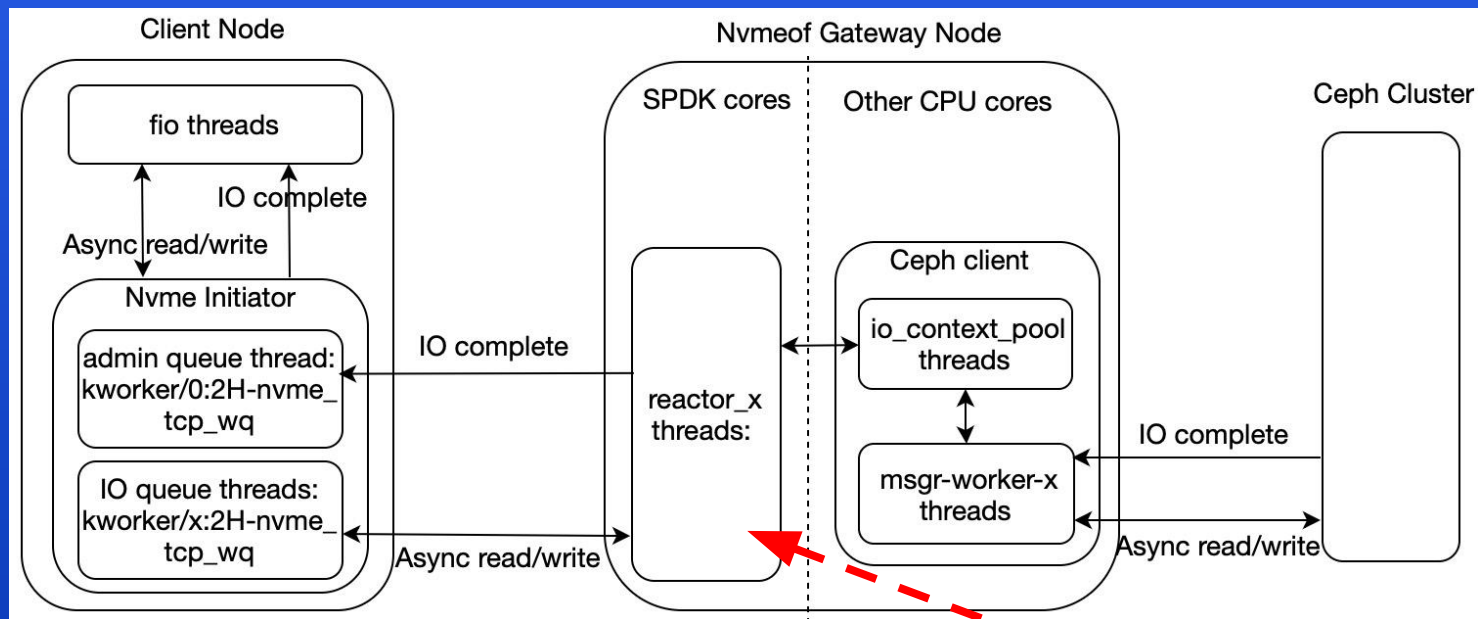 Client Node
fio threads
IO complete
Async read/write
Nvme Initiator
admin queue thread:
kworker/0:2H-nvme_
tcp_wq
IO queue threads:
kworker/x:2H-nvme_
tcp_wq
IO complete
Async read/write
Nvmeof Gateway Node
SPDK cores
Other CPU cores
reactor_x
threads:
Ceph client
io_context_pool
threads
msgr-worker-x
threads
IO complete
Async read/write
Ceph Cluster